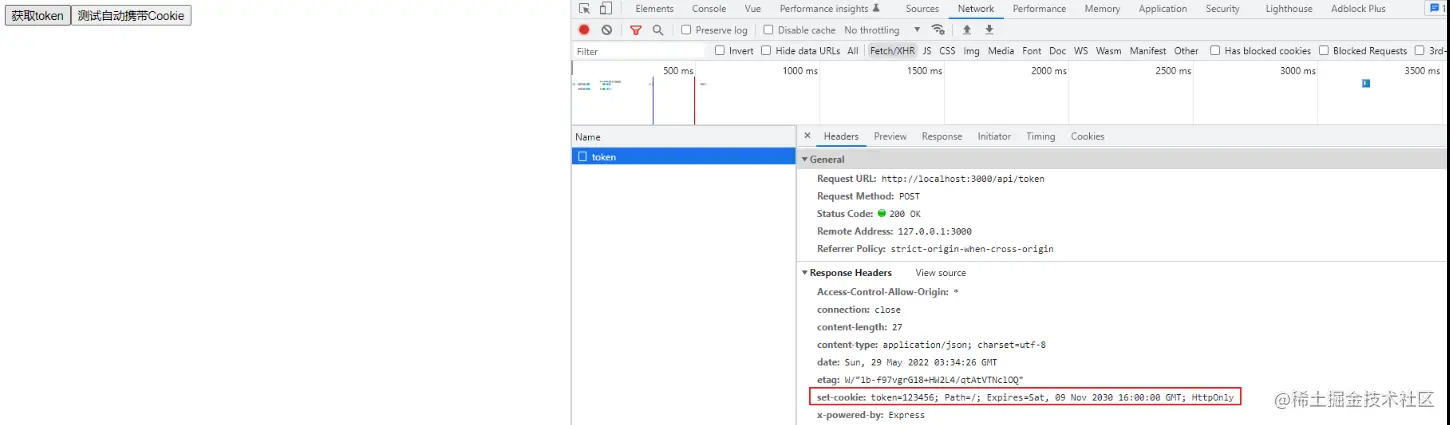 获取token 测试自动携带Cookie
Elements Console Vue Performance insights Sources Network Performance Memory Application Security Lighthouse Adblock Plus 1
Preserve log Disable cache No throttling
Filter Invert Hide data URLs All Fetch/XHR JS CSS Img Media Font Doc WS Wasm Manifest Other Has blocked cookies Blocked Requests 3rd-
500 ms 1000 ms 1500 ms 2000 ms 2500 ms 3000 ms 3500 ms
Name
token
× Headers Preview Response Initiator Timing Cookies
General
Request URL: http://localhost:3000/api/token
Request Method: POST
Status Code: 200 OK
Remote Address: 127.0.0.1:3000
Referrer Policy: strict-origin-when-cross-origin
Response Headers View source
Access-Control-Allow-Origin: *
connection: close
content-length: 27
content-type: application/json; charset=utf-8
date: Sun, 29 May 2022 03:34:26 GMT
etag: W/"1b-f97vgrG18+HW2L4/qtAtVTNclOQ"
set-cookie: token=123456; Path=/; Expires=Sat, 09 Nov 2030 16:00:00 GMT; HttpOnly
x-powered-by: Express
@稀土掘金技术社区